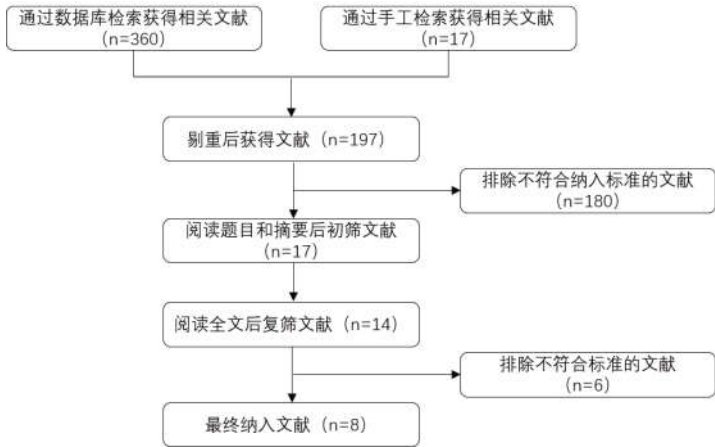 通过数据库检索获得相关文献
(n=360)
通过手工检索获得相关文献
(n=17)
剔重后获得文献（n=197）
排除不符合纳入标准的文献
(n=180)
阅读题目和摘要后初筛文献
(n=17)
阅读全文后复筛文献（n=14）
排除不符合标准的文献
(n=6)
最终纳入文献（n=8）